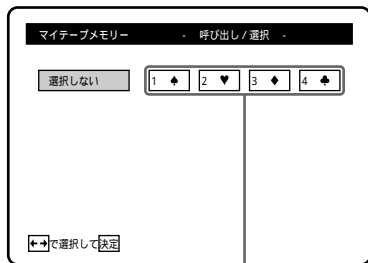 マイテープメモリー - 呼び出し / 選択 -
選択しない 1 ♠ 2 ♥ 3 ♦ 4 ♣
←→で選択して決定